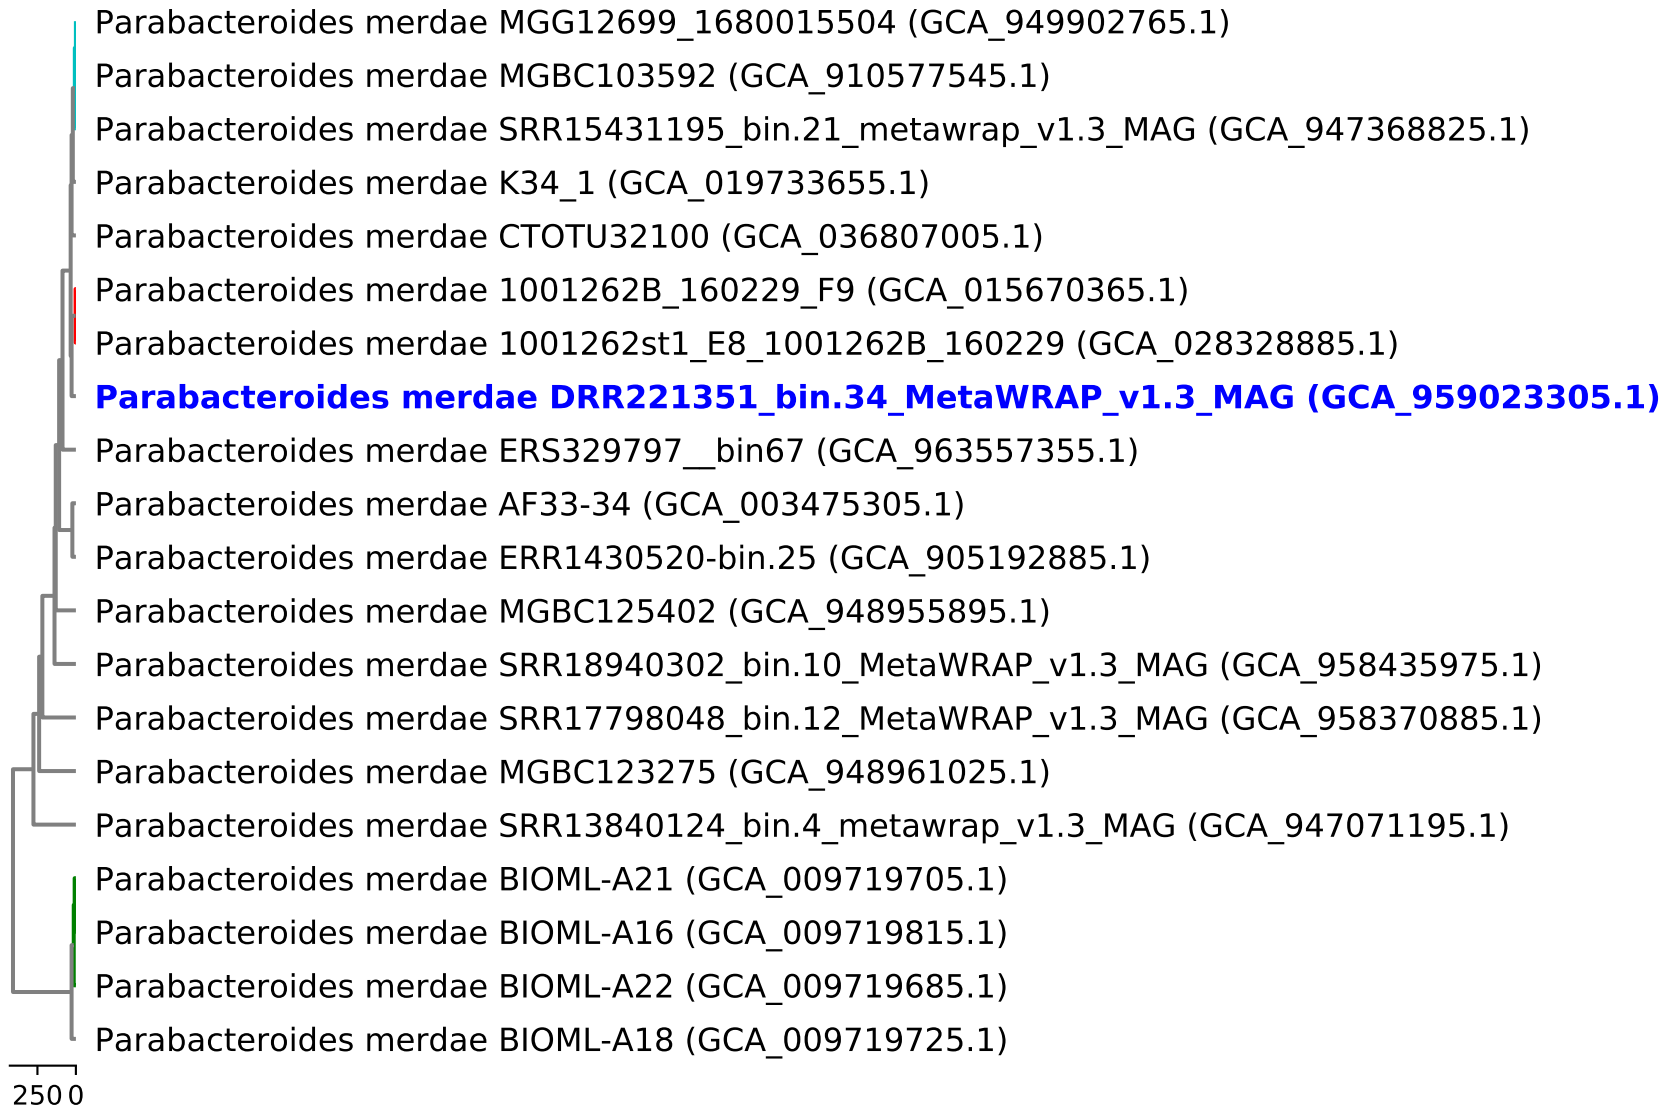 Parabacteroides merdae MGG12699_1680015504 (GCA_949902765.1)
Parabacteroides merdae MGBC103592 (GCA_910577545.1)
Parabacteroides merdae SRR15431195_bin.21_metawrap_v1.3_MAG (GCA_947368825.1)
Parabacteroides merdae K34_1 (GCA_019733655.1)
Parabacteroides merdae CTOTU32100 (GCA_036807005.1)
Parabacteroides merdae 1001262B_160229_F9 (GCA_015670365.1)
Parabacteroides merdae 1001262st1_E8_1001262B_160229 (GCA_028328885.1)
Parabacteroides merdae DRR221351_bin.34_MetaWRAP_v1.3_MAG (GCA_959023305.1)
Parabacteroides merdae ERS329797__bin67 (GCA_963557355.1)
Parabacteroides merdae AF33-34 (GCA_003475305.1)
Parabacteroides merdae ERR1430520-bin.25 (GCA_905192885.1)
Parabacteroides merdae MGBC125402 (GCA_948955895.1)
Parabacteroides merdae SRR18940302_bin.10_MetaWRAP_v1.3_MAG (GCA_958435975.1)
Parabacteroides merdae SRR17798048_bin.12_MetaWRAP_v1.3_MAG (GCA_958370885.1)
Parabacteroides merdae MGBC123275 (GCA_948961025.1)
Parabacteroides merdae SRR13840124_bin.4_metawrap_v1.3_MAG (GCA_947071195.1)
Parabacteroides merdae BIOML-A21 (GCA_009719705.1)
Parabacteroides merdae BIOML-A16 (GCA_009719815.1)
Parabacteroides merdae BIOML-A22 (GCA_009719685.1)
Parabacteroides merdae BIOML-A18 (GCA_009719725.1)
250 0